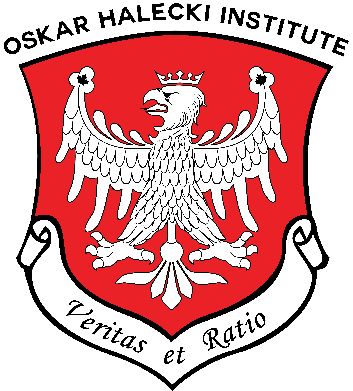 OSKAR HALECKI INSTITUTE
Veritas et Ratio